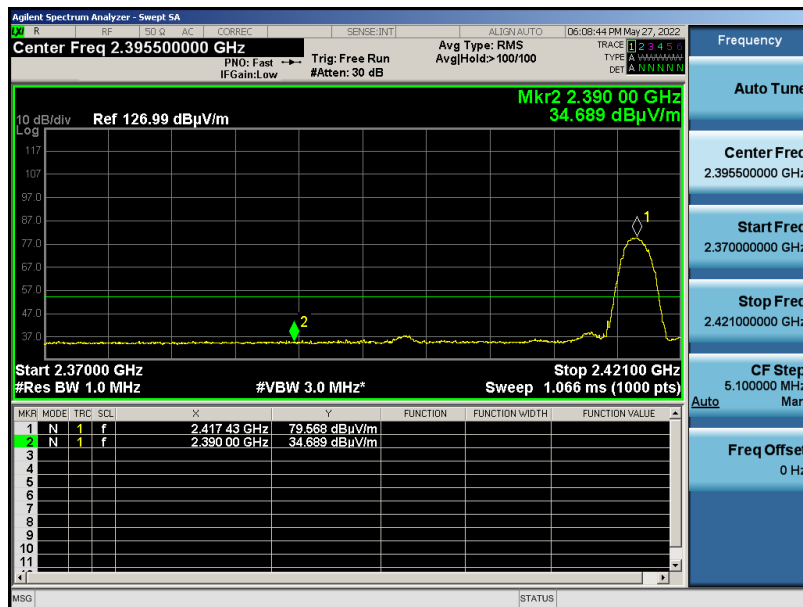 Agilent Spectrum Analyzer - Swept SA
R RF 50 Ω AC CORREC SENSE:INT ALIGN AUTO 06:08:44 PM May 27, 2022
Center Freq 2.395500000 GHz
PNO: Fast
IFGain:Low
Trig: Free Run
#Atten: 30 dB
Avg Type: RMS
Avg|Hold:>100/100
TRACE 1 2 3 4 5 6
TYPE A
DET A N N N N N
Mkr2 2.390 00 GHz
34.689 dBµV/m
10 dB/div Ref 126.99 dBµV/m
Log
117
107
97.0
87.0
77.0
67.0
57.0
47.0
37.0
1
2
Start 2.37000 GHz Stop 2.42100 GHz
#Res BW 1.0 MHz #VBW 3.0 MHz* Sweep 1.066 ms (1000 pts)
MKR MODE TRC SCL X Y FUNCTION FUNCTION WIDTH FUNCTION VALUE
1 N 1 f 2.417 43 GHz 79.568 dBµV/m
2 N 1 f 2.390 00 GHz 34.689 dBµV/m
3
4
5
6
7
8
9
10
11
MSG STATUS
Frequency
Auto Tune
Center Freq
2.395500000 GHz
Start Freq
2.370000000 GHz
Stop Freq
2.421000000 GHz
CF Step
5.100000 MHz
Auto Man
Freq Offset
0 Hz